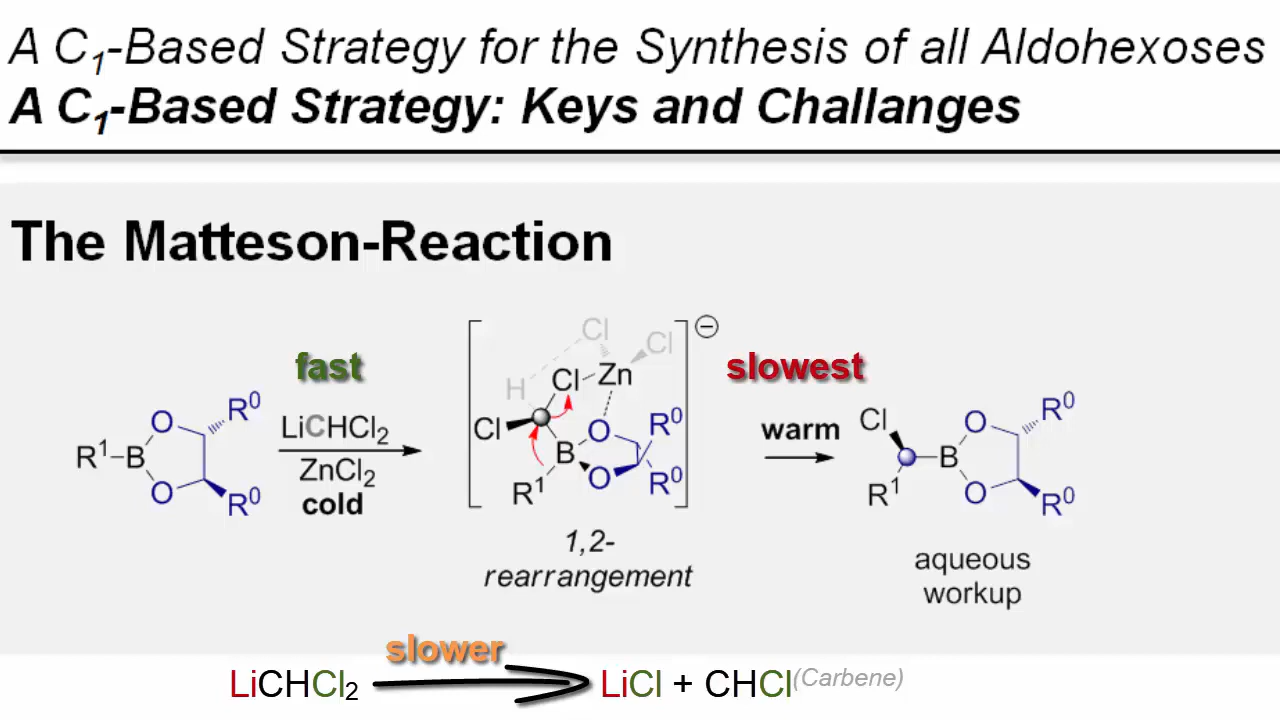 A C₁-Based Strategy for the Synthesis of all Aldohexoses
A C₁-Based Strategy: Keys and Challanges
The Matteson-Reaction
fast
slowest
R¹–B
O
O
R⁰
R⁰
LiCHCl₂
ZnCl₂
cold
Cl
Cl
H
Cl–Zn
Cl
O
R⁰
B
O
R⁰
R¹
⊖
1,2-
rearrangement
warm
Cl
O
R⁰
B
R¹
O
R⁰
aqueous
workup
slower
LiCHCl₂
LiCl + CHCl (Carbene)